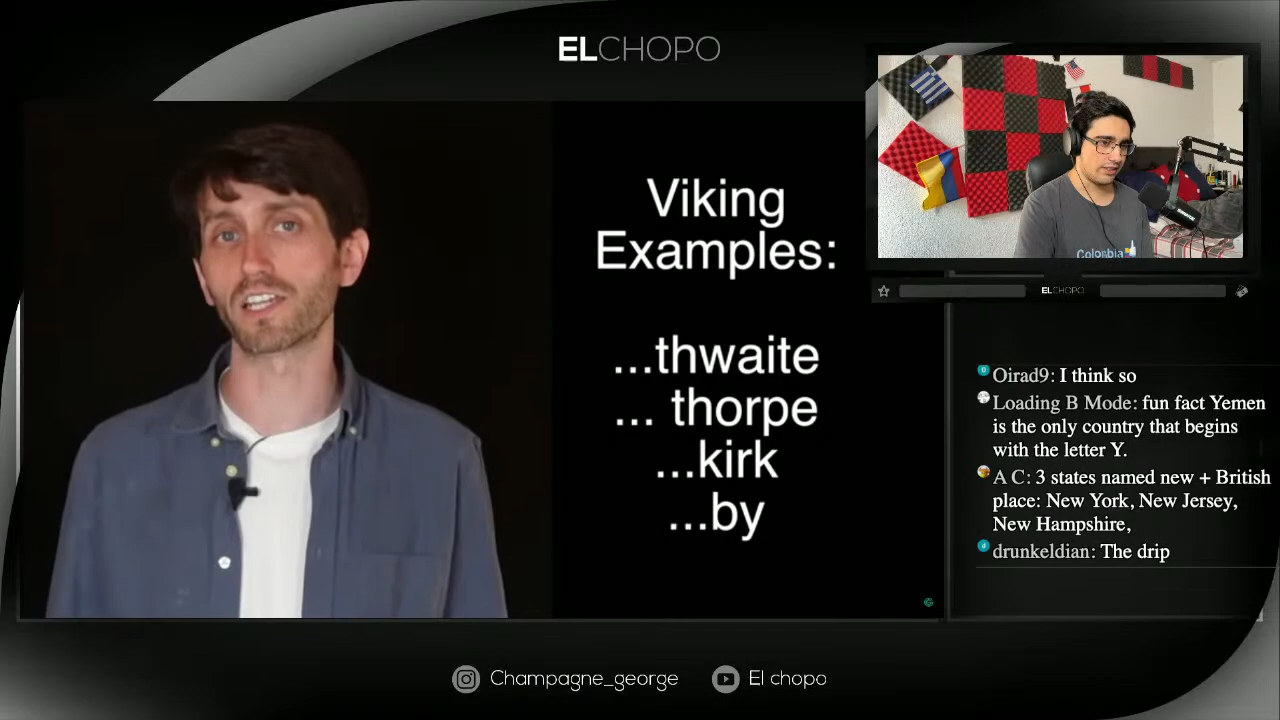 ELCHOPO
Viking
Examples:
...thwaite
... thorpe
...kirk
...by
Colombia
ELCHOPO
Oirad9: I think so
Loading B Mode: fun fact Yemen
is the only country that begins
with the letter Y.
A C: 3 states named new + British
place: New York, New Jersey,
New Hampshire,
drunkeldian: The drip
Champagne_george
El chopo